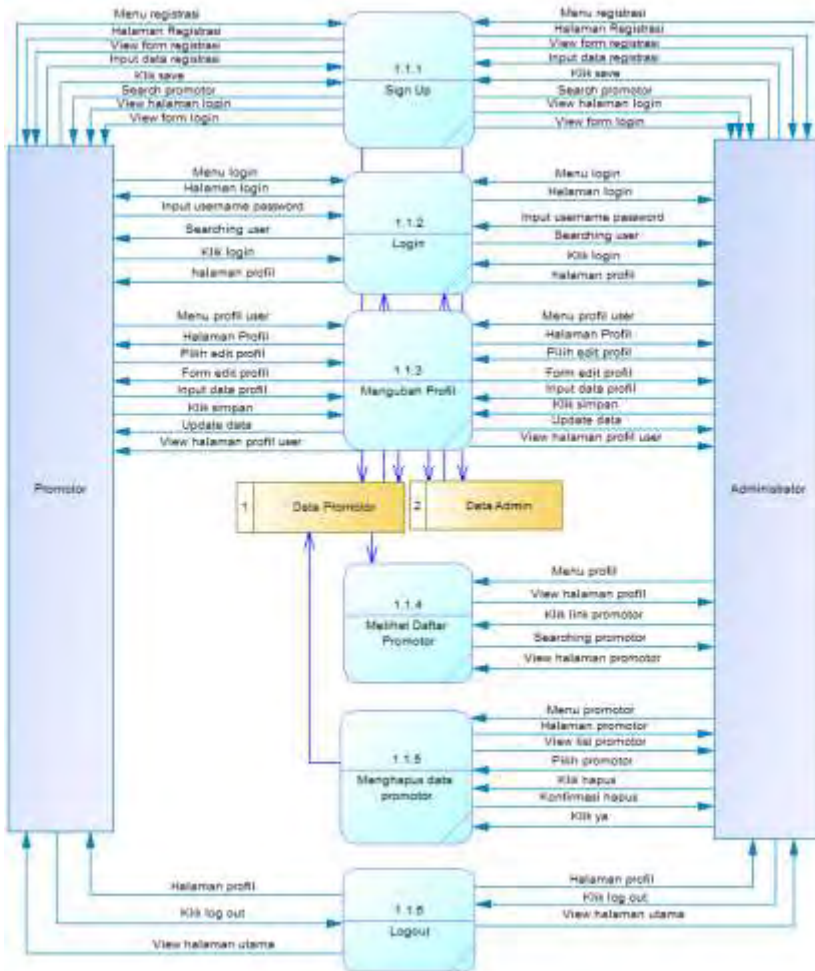 Menu registrasi
Halaman Registrasi
View form registrasi
Input data registrasi
Klik save
Search promotor
View halaman login
View form login
1.1.1
Sign Up
Menu registrasi
Halaman Registrasi
View form registrasi
Input data registrasi
Klik save
Search promotor
View halaman login
View form login
Menu login
Halaman login
Input username password
Searching user
Klik login
halaman profil
1.1.2
Login
Menu login
Halaman login
Input username password
Searching user
Klik login
halaman profil
Menu profil user
Halaman Profil
Pilih edit profil
Form edit profil
Input data profil
Klik simpan
Update data
View halaman profil user
1.1.3
Mengubah Profil
Menu profil user
Halaman Profil
Pilih edit profil
Form edit profil
Input data profil
Klik simpan
Update data
View halaman profil user
Promotor
Administrator
1 Data Promotor
2 Data Admin
1.1.4
Melihat Daftar
Promotor
Menu profil
View halaman profil
Klik link promotor
Searching promotor
View halaman promotor
1.1.5
Menghapus data
promotor
Menu promotor
Halaman promotor
View list promotor
Pilih promotor
Klik hapus
Konfirmasi hapus
Klik ya
Halaman profil
Klik log out
View halaman utama
1.1.6
Logout
Halaman profil
Klik log out
View halaman utama